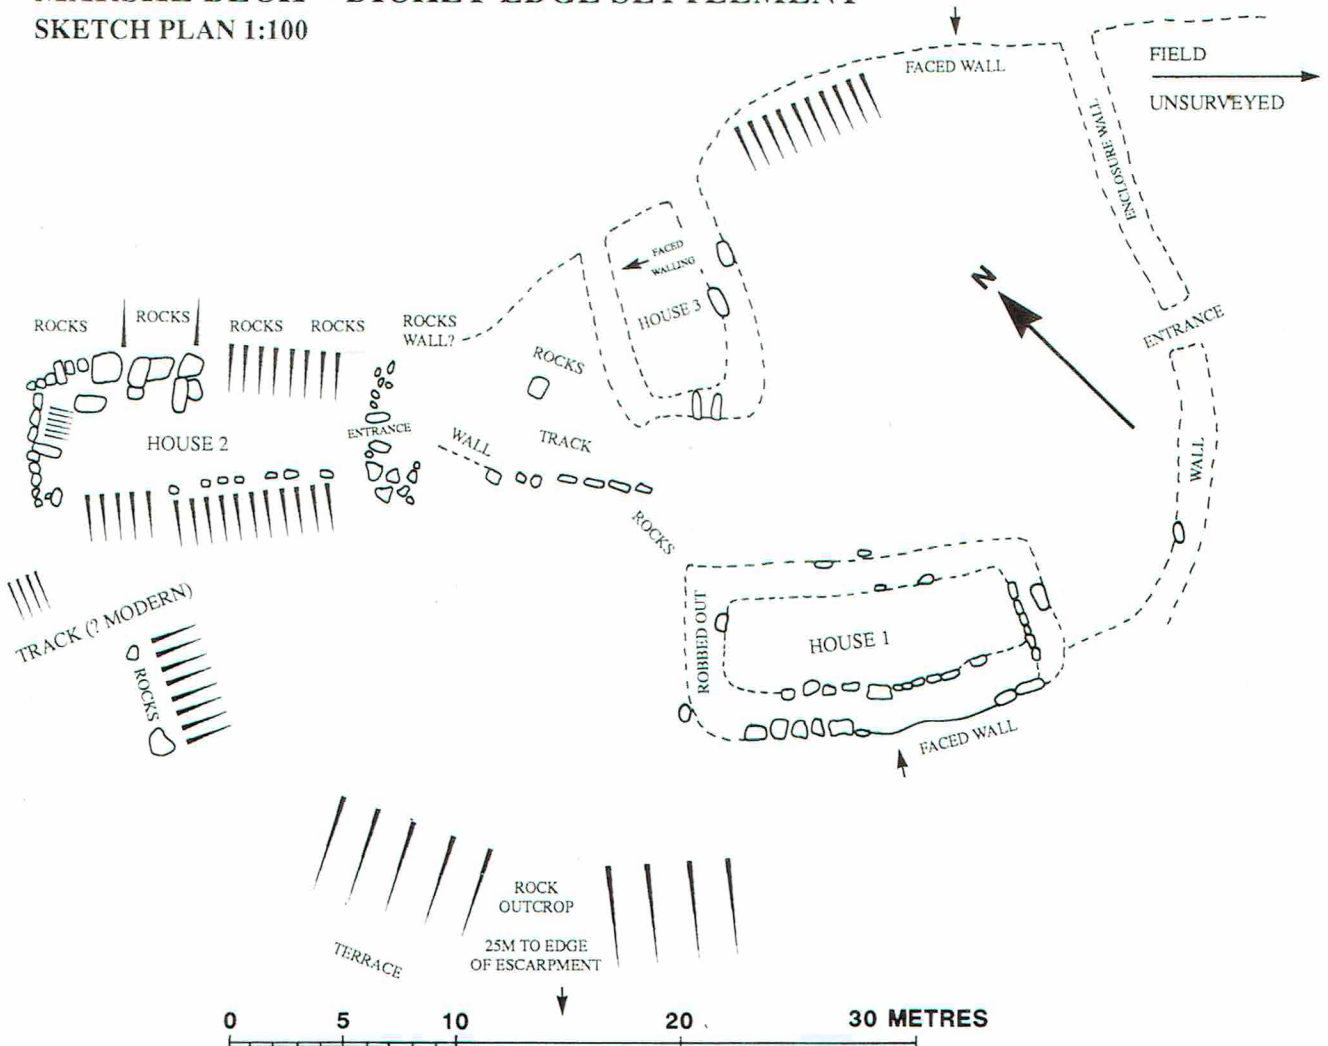 SKETCH PLAN 1:100
FACED WALL
FIELD
UNSURVEYED
ENCLOSURE WALL
FACED
WALLING
HOUSE 3
N
ENTRANCE
ROCKS
ROCKS
ROCKS
ROCKS
ROCKS
WALL?
ROCKS
HOUSE 2
ENTRANCE
WALL
TRACK
WALL
ROCKS
TRACK (? MODERN)
ROCKS
ROBBED OUT
HOUSE 1
FACED WALL
ROCK
OUTCROP
25M TO EDGE
OF ESCARPMENT
TERRACE
0 5 10 20 30 METRES